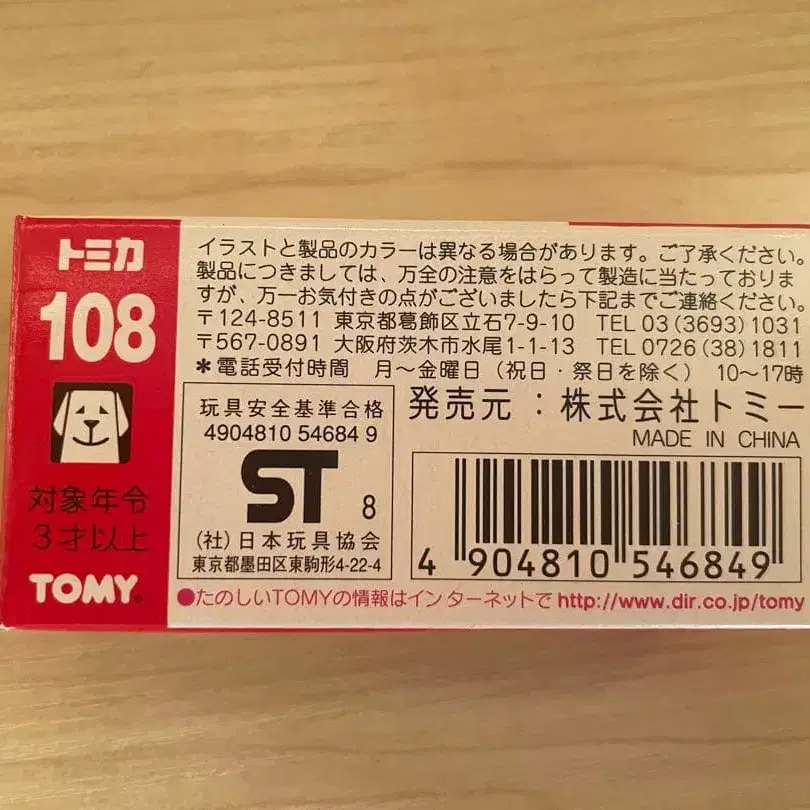 トミカ
108
対象年令
3才以上
TOMY
イラストと製品のカラーは異なる場合があります。ご了承ください。
製品につきましては、万全の注意をはらって製造に当たっておりま
すが、万一お気付きの点がございましたら下記までご連絡ください。
〒124-8511 東京都葛飾区立石7-9-10 TEL 03(3693)1031
〒567-0891 大阪府茨木市水尾1-1-13 TEL 0726(38)1811
*電話受付時間 月～金曜日(祝日・祭日を除く) 10～17時
玩具安全基準合格
4904810 54684 9
ST 8
(社)日本玩具協会
東京都墨田区東駒形4-22-4
発売元：株式会社トミー
MADE IN CHINA
4 904810 546849
●たのしいTOMYの情報はインターネットで http://www.dir.co.jp/tomy